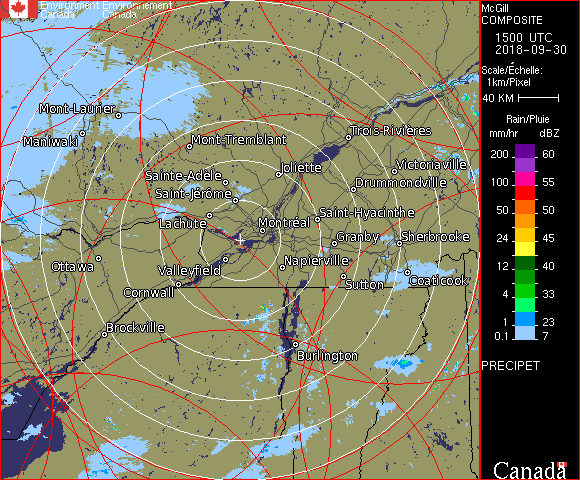 Environment Environnement
Canada Canada
McGill
COMPOSITE
1500 UTC
2018-09-30
Scale/Échelle:
1km/Pixel
40 KM
Rain/Pluie
mm/hr dBZ
200 60
55
100 55
50 50
24 45
12 40
4 33
1 23
0.1 7
PRECIPET
Canada
Mont-Laurier
Maniwaki
Mont-Tremblant
Trois-Rivières
Sainte-Adèle
Joliette
Victoriaville
Saint-Jérôme
Drummondville
Lachute
Montréal
Saint-Hyacinthe
Granby
Sherbrooke
Ottawa
Valleyfield
Napierville
Cornwall
Sutton
Coaticook
Brockville
Burlington